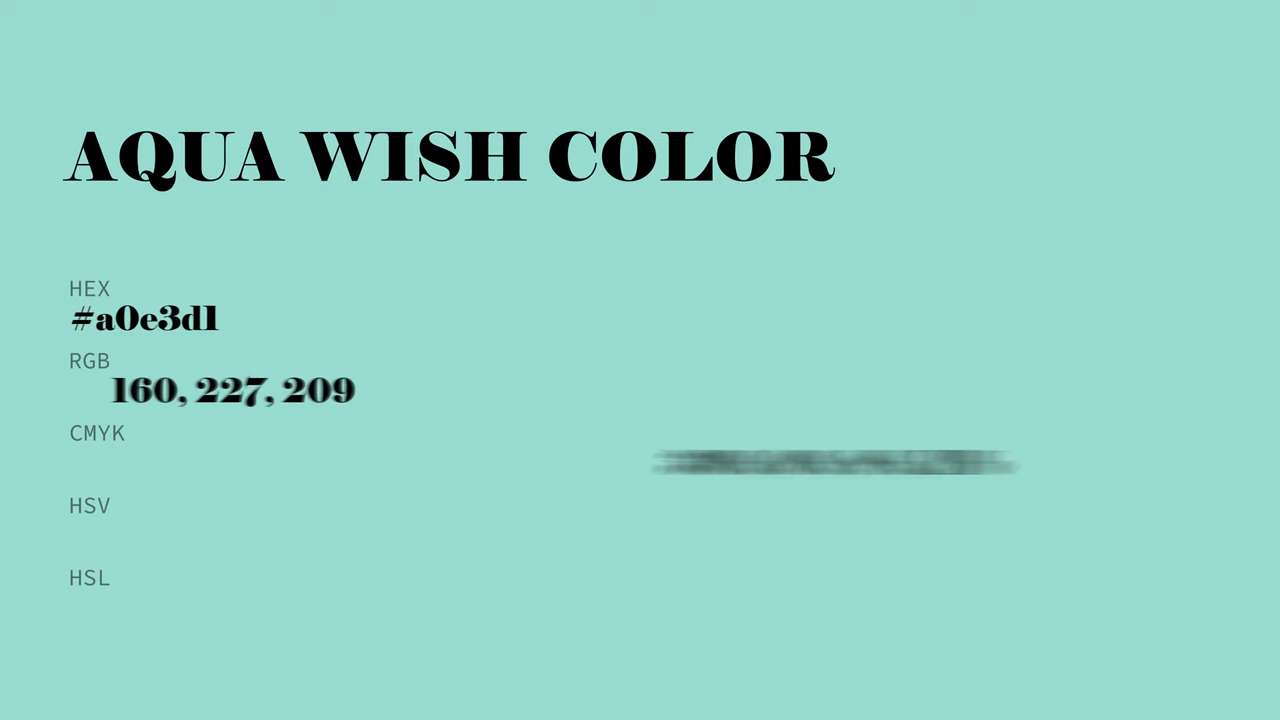 AQUA WISH COLOR
HEX
#a0e3d1
RGB
160, 227, 209
CMYK
HSV
HSL